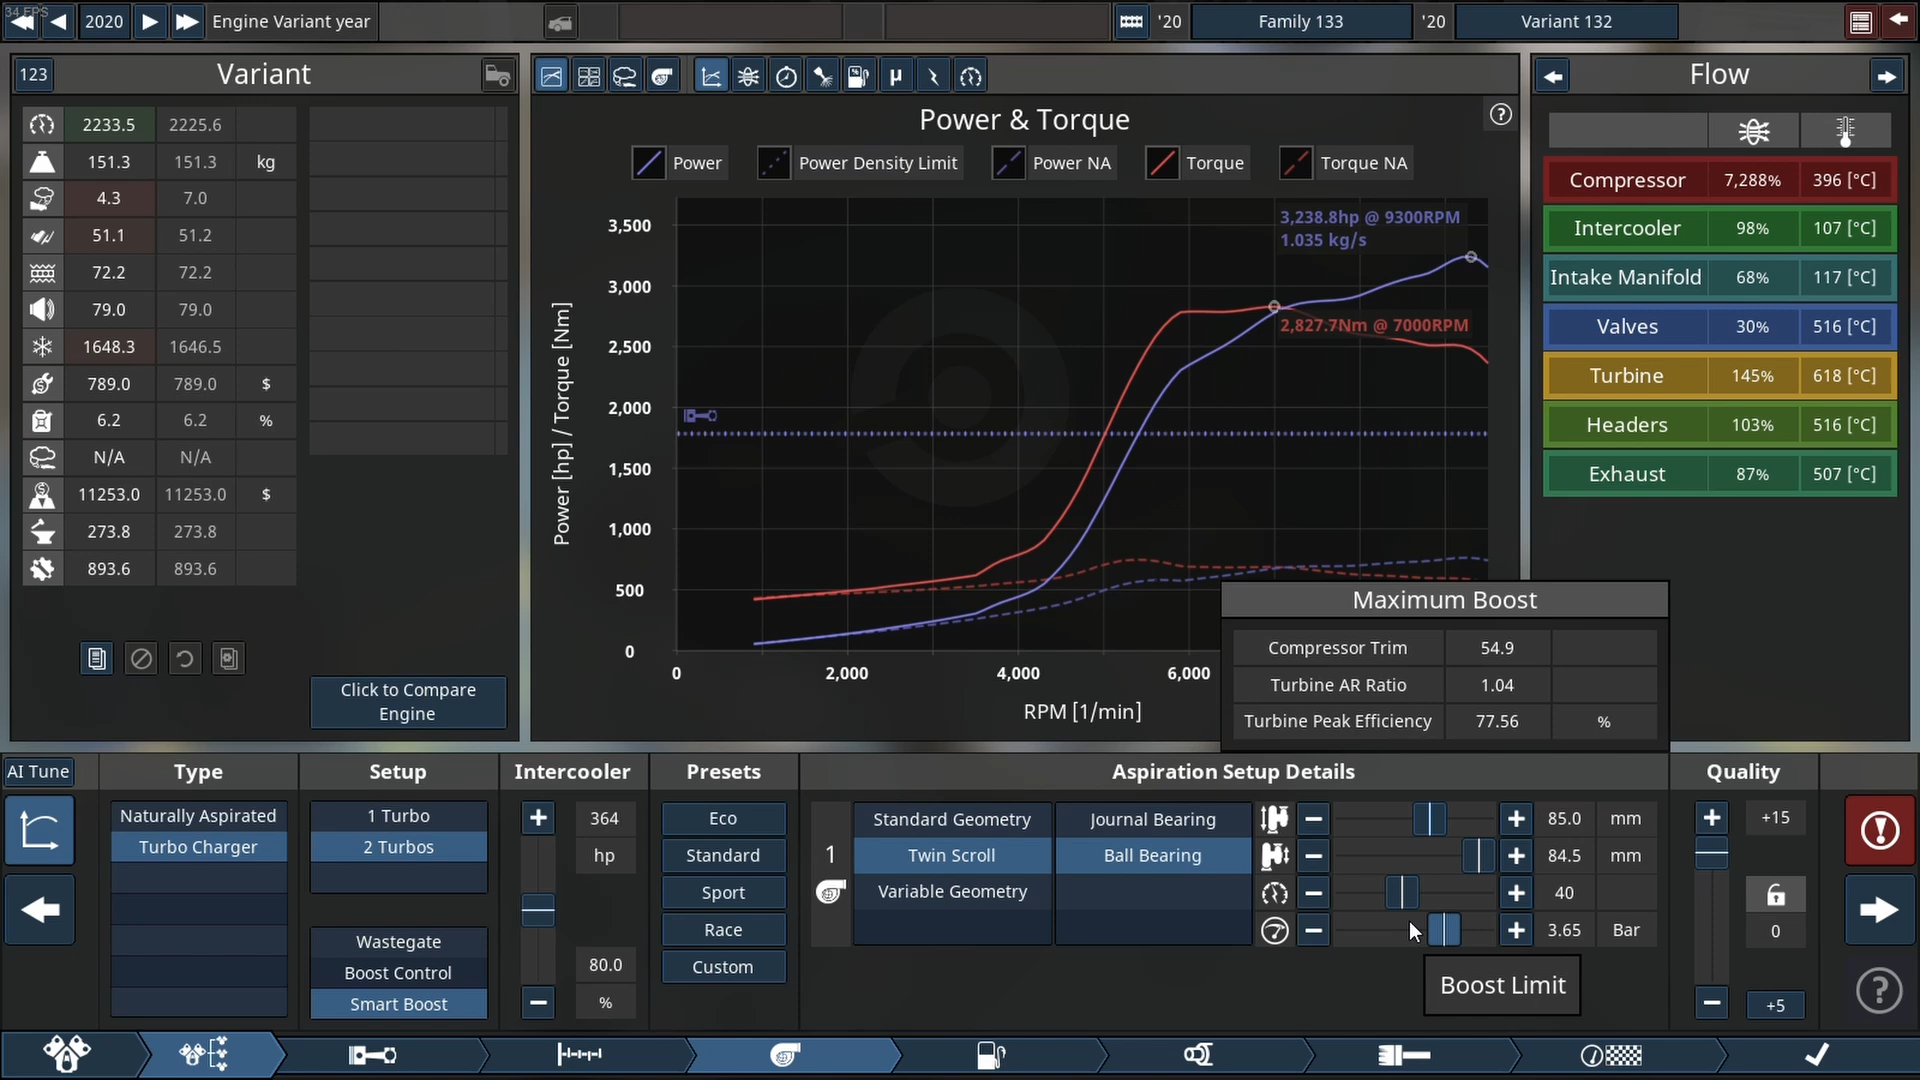 34 FPS
2020
Engine Variant year
'20
Family 133
'20
Variant 132
123
Variant
2233.5 2225.6
151.3 151.3 kg
4.3 7.0
51.1 51.2
72.2 72.2
79.0 79.0
1648.3 1646.5
789.0 789.0 $
6.2 6.2 %
N/A N/A
11253.0 11253.0 $
273.8 273.8
893.6 893.6
Click to Compare
Engine
µ
Power & Torque
?
Power
Power Density Limit
Power NA
Torque
Torque NA
3,238.8hp @ 9300RPM
1.035 kg/s
2,827.7Nm @ 7000RPM
Power [hp] / Torque [Nm]
3,500
3,000
2,500
2,000
1,500
1,000
500
0
0 2,000 4,000 6,000
RPM [1/min]
Flow
Compressor 7,288% 396 [°C]
Intercooler 98% 107 [°C]
Intake Manifold 68% 117 [°C]
Valves 30% 516 [°C]
Turbine 145% 618 [°C]
Headers 103% 516 [°C]
Exhaust 87% 507 [°C]
Maximum Boost
Compressor Trim 54.9
Turbine AR Ratio 1.04
Turbine Peak Efficiency 77.56 %
AI Tune
Type
Naturally Aspirated
Turbo Charger
Setup
1 Turbo
2 Turbos
Wastegate
Boost Control
Smart Boost
Intercooler
+
364
hp
80.0
%
−
Presets
Eco
Standard
Sport
Race
Custom
Aspiration Setup Details
1
Standard Geometry
Twin Scroll
Variable Geometry
Journal Bearing
Ball Bearing
− + 85.0 mm
− + 84.5 mm
− + 40
− + 3.65 Bar
Boost Limit
Quality
+
+15
0
−
+5
!
?